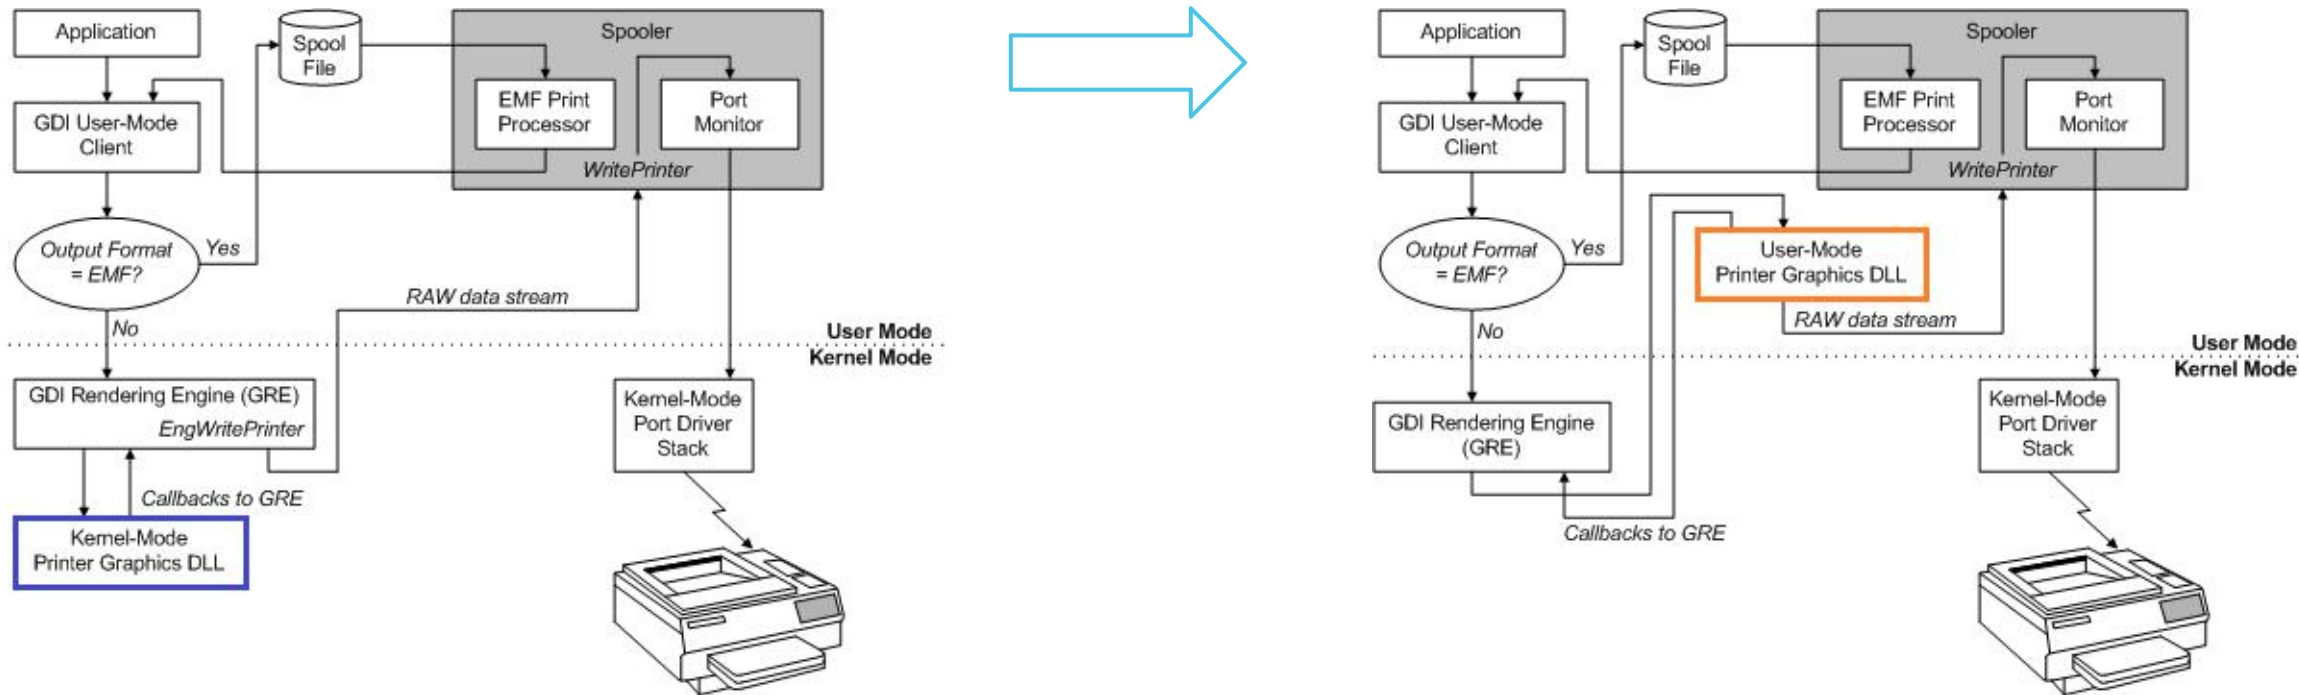 Application
GDI User-Mode
Client
Output Format
= EMF?
Yes
No
Spool
File
Spooler
EMF Print
Processor
Port
Monitor
WritePrinter
RAW data stream
User Mode
Kernel Mode
GDI Rendering Engine (GRE)
EngWritePrinter
Callbacks to GRE
Kernel-Mode
Printer Graphics DLL
Kernel-Mode
Port Driver
Stack
Application
GDI User-Mode
Client
Output Format
= EMF?
Yes
No
Spool
File
Spooler
EMF Print
Processor
Port
Monitor
WritePrinter
User-Mode
Printer Graphics DLL
RAW data stream
User Mode
Kernel Mode
GDI Rendering Engine
(GRE)
Callbacks to GRE
Kernel-Mode
Port Driver
Stack